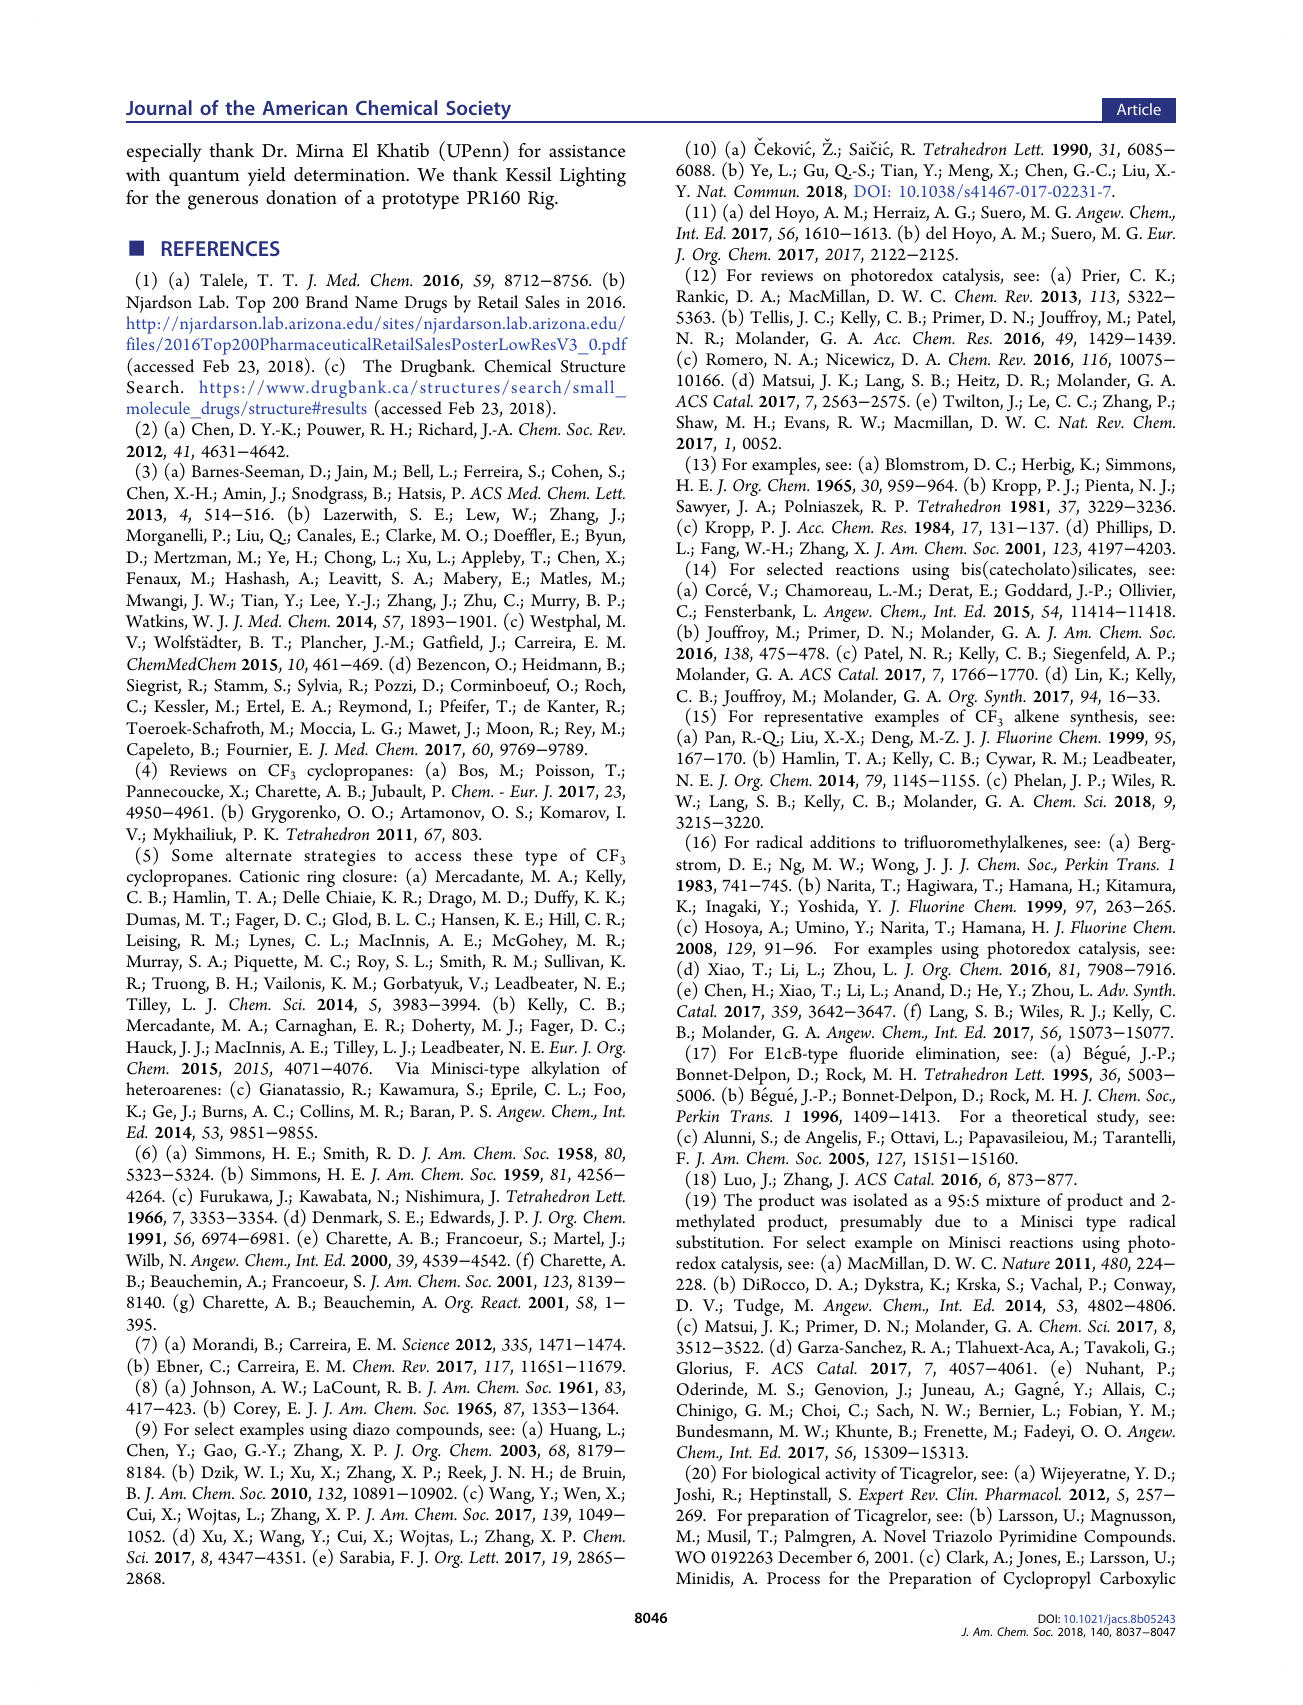 Journal of the American Chemical Society
Article
especially thank Dr. Mirna El Khatib (UPenn) for assistance
with quantum yield determination. We thank Kessil Lighting
for the generous donation of a prototype PR160 Rig.
■ REFERENCES
(1) (a) Talele, T. T. J. Med. Chem. 2016, 59, 8712−8756. (b)
Njardson Lab. Top 200 Brand Name Drugs by Retail Sales in 2016.
http://njardarson.lab.arizona.edu/sites/njardarson.lab.arizona.edu/
files/2016Top200PharmaceuticalRetailSalesPosterLowResV3_0.pdf
(accessed Feb 23, 2018). (c) The Drugbank. Chemical Structure
Search. https://www.drugbank.ca/structures/search/small_
molecule_drugs/structure#results (accessed Feb 23, 2018).
(2) (a) Chen, D. Y.-K.; Pouwer, R. H.; Richard, J.-A. Chem. Soc. Rev.
2012, 41, 4631−4642.
(3) (a) Barnes-Seeman, D.; Jain, M.; Bell, L.; Ferreira, S.; Cohen, S.;
Chen, X.-H.; Amin, J.; Snodgrass, B.; Hatsis, P. ACS Med. Chem. Lett.
2013, 4, 514−516. (b) Lazerwith, S. E.; Lew, W.; Zhang, J.;
Morganelli, P.; Liu, Q.; Canales, E.; Clarke, M. O.; Doeffler, E.; Byun,
D.; Mertzman, M.; Ye, H.; Chong, L.; Xu, L.; Appleby, T.; Chen, X.;
Fenaux, M.; Hashash, A.; Leavitt, S. A.; Mabery, E.; Matles, M.;
Mwangi, J. W.; Tian, Y.; Lee, Y.-J.; Zhang, J.; Zhu, C.; Murry, B. P.;
Watkins, W. J. J. Med. Chem. 2014, 57, 1893−1901. (c) Westphal, M.
V.; Wolfstädter, B. T.; Plancher, J.-M.; Gatfield, J.; Carreira, E. M.
ChemMedChem 2015, 10, 461−469. (d) Bezencon, O.; Heidmann, B.;
Siegrist, R.; Stamm, S.; Sylvia, R.; Pozzi, D.; Corminboeuf, O.; Roch,
C.; Kessler, M.; Ertel, E. A.; Reymond, I.; Pfeifer, T.; de Kanter, R.;
Toeroek-Schafroth, M.; Moccia, L. G.; Mawet, J.; Moon, R.; Rey, M.;
Capeleto, B.; Fournier, E. J. Med. Chem. 2017, 60, 9769−9789.
(4) Reviews on CF3 cyclopropanes: (a) Bos, M.; Poisson, T.;
Pannecoucke, X.; Charette, A. B.; Jubault, P. Chem. - Eur. J. 2017, 23,
4950−4961. (b) Grygorenko, O. O.; Artamonov, O. S.; Komarov, I.
V.; Mykhailiuk, P. K. Tetrahedron 2011, 67, 803.
(5) Some alternate strategies to access these type of CF3
cyclopropanes. Cationic ring closure: (a) Mercadante, M. A.; Kelly,
C. B.; Hamlin, T. A.; Delle Chiaie, K. R.; Drago, M. D.; Duffy, K. K.;
Dumas, M. T.; Fager, D. C.; Glod, B. L. C.; Hansen, K. E.; Hill, C. R.;
Leising, R. M.; Lynes, C. L.; MacInnis, A. E.; McGohey, M. R.;
Murray, S. A.; Piquette, M. C.; Roy, S. L.; Smith, R. M.; Sullivan, K.
R.; Truong, B. H.; Vailonis, K. M.; Gorbatyuk, V.; Leadbeater, N. E.;
Tilley, L. J. Chem. Sci. 2014, 5, 3983−3994. (b) Kelly, C. B.;
Mercadante, M. A.; Carnaghan, E. R.; Doherty, M. J.; Fager, D. C.;
Hauck, J. J.; MacInnis, A. E.; Tilley, L. J.; Leadbeater, N. E. Eur. J. Org.
Chem. 2015, 2015, 4071−4076. Via Minisci-type alkylation of
heteroarenes: (c) Gianatassio, R.; Kawamura, S.; Eprile, C. L.; Foo,
K.; Ge, J.; Burns, A. C.; Collins, M. R.; Baran, P. S. Angew. Chem., Int.
Ed. 2014, 53, 9851−9855.
(6) (a) Simmons, H. E.; Smith, R. D. J. Am. Chem. Soc. 1958, 80,
5323−5324. (b) Simmons, H. E. J. Am. Chem. Soc. 1959, 81, 4256−
4264. (c) Furukawa, J.; Kawabata, N.; Nishimura, J. Tetrahedron Lett.
1966, 7, 3353−3354. (d) Denmark, S. E.; Edwards, J. P. J. Org. Chem.
1991, 56, 6974−6981. (e) Charette, A. B.; Francoeur, S.; Martel, J.;
Wilb, N. Angew. Chem., Int. Ed. 2000, 39, 4539−4542. (f) Charette, A.
B.; Beauchemin, A.; Francoeur, S. J. Am. Chem. Soc. 2001, 123, 8139−
8140. (g) Charette, A. B.; Beauchemin, A. Org. React. 2001, 58, 1−
395.
(7) (a) Morandi, B.; Carreira, E. M. Science 2012, 335, 1471−1474.
(b) Ebner, C.; Carreira, E. M. Chem. Rev. 2017, 117, 11651−11679.
(8) (a) Johnson, A. W.; LaCount, R. B. J. Am. Chem. Soc. 1961, 83,
417−423. (b) Corey, E. J. J. Am. Chem. Soc. 1965, 87, 1353−1364.
(9) For select examples using diazo compounds, see: (a) Huang, L.;
Chen, Y.; Gao, G.-Y.; Zhang, X. P. J. Org. Chem. 2003, 68, 8179−
8184. (b) Dzik, W. I.; Xu, X.; Zhang, X. P.; Reek, J. N. H.; de Bruin,
B. J. Am. Chem. Soc. 2010, 132, 10891−10902. (c) Wang, Y.; Wen, X.;
Cui, X.; Wojtas, L.; Zhang, X. P. J. Am. Chem. Soc. 2017, 139, 1049−
1052. (d) Xu, X.; Wang, Y.; Cui, X.; Wojtas, L.; Zhang, X. P. Chem.
Sci. 2017, 8, 4347−4351. (e) Sarabia, F. J. Org. Lett. 2017, 19, 2865−
2868.
(10) (a) Čeković, Ž.; Saičić, R. Tetrahedron Lett. 1990, 31, 6085−
6088. (b) Ye, L.; Gu, Q.-S.; Tian, Y.; Meng, X.; Chen, G.-C.; Liu, X.-
Y. Nat. Commun. 2018, DOI: 10.1038/s41467-017-02231-7.
(11) (a) del Hoyo, A. M.; Herraiz, A. G.; Suero, M. G. Angew. Chem.,
Int. Ed. 2017, 56, 1610−1613. (b) del Hoyo, A. M.; Suero, M. G. Eur.
J. Org. Chem. 2017, 2017, 2122−2125.
(12) For reviews on photoredox catalysis, see: (a) Prier, C. K.;
Rankic, D. A.; MacMillan, D. W. C. Chem. Rev. 2013, 113, 5322−
5363. (b) Tellis, J. C.; Kelly, C. B.; Primer, D. N.; Jouffroy, M.; Patel,
N. R.; Molander, G. A. Acc. Chem. Res. 2016, 49, 1429−1439.
(c) Romero, N. A.; Nicewicz, D. A. Chem. Rev. 2016, 116, 10075−
10166. (d) Matsui, J. K.; Lang, S. B.; Heitz, D. R.; Molander, G. A.
ACS Catal. 2017, 7, 2563−2575. (e) Twilton, J.; Le, C. C.; Zhang, P.;
Shaw, M. H.; Evans, R. W.; Macmillan, D. W. C. Nat. Rev. Chem.
2017, 1, 0052.
(13) For examples, see: (a) Blomstrom, D. C.; Herbig, K.; Simmons,
H. E. J. Org. Chem. 1965, 30, 959−964. (b) Kropp, P. J.; Pienta, N. J.;
Sawyer, J. A.; Polniaszek, R. P. Tetrahedron 1981, 37, 3229−3236.
(c) Kropp, P. J. Acc. Chem. Res. 1984, 17, 131−137. (d) Phillips, D.
L.; Fang, W.-H.; Zhang, X. J. Am. Chem. Soc. 2001, 123, 4197−4203.
(14) For selected reactions using bis(catecholato)silicates, see:
(a) Corcé, V.; Chamoreau, L.-M.; Derat, E.; Goddard, J.-P.; Ollivier,
C.; Fensterbank, L. Angew. Chem., Int. Ed. 2015, 54, 11414−11418.
(b) Jouffroy, M.; Primer, D. N.; Molander, G. A. J. Am. Chem. Soc.
2016, 138, 475−478. (c) Patel, N. R.; Kelly, C. B.; Siegenfeld, A. P.;
Molander, G. A. ACS Catal. 2017, 7, 1766−1770. (d) Lin, K.; Kelly,
C. B.; Jouffroy, M.; Molander, G. A. Org. Synth. 2017, 94, 16−33.
(15) For representative examples of CF3 alkene synthesis, see:
(a) Pan, R.-Q.; Liu, X.-X.; Deng, M.-Z. J. J. Fluorine Chem. 1999, 95,
167−170. (b) Hamlin, T. A.; Kelly, C. B.; Cywar, R. M.; Leadbeater,
N. E. J. Org. Chem. 2014, 79, 1145−1155. (c) Phelan, J. P.; Wiles, R.
W.; Lang, S. B.; Kelly, C. B.; Molander, G. A. Chem. Sci. 2018, 9,
3215−3220.
(16) For radical additions to trifluoromethylalkenes, see: (a) Berg-
strom, D. E.; Ng, M. W.; Wong, J. J. J. Chem. Soc., Perkin Trans. 1
1983, 741−745. (b) Narita, T.; Hagiwara, T.; Hamana, H.; Kitamura,
K.; Inagaki, Y.; Yoshida, Y. J. Fluorine Chem. 1999, 97, 263−265.
(c) Hosoya, A.; Umino, Y.; Narita, T.; Hamana, H. J. Fluorine Chem.
2008, 129, 91−96. For examples using photoredox catalysis, see:
(d) Xiao, T.; Li, L.; Zhou, L. J. Org. Chem. 2016, 81, 7908−7916.
(e) Chen, H.; Xiao, T.; Li, L.; Anand, D.; He, Y.; Zhou, L. Adv. Synth.
Catal. 2017, 359, 3642−3647. (f) Lang, S. B.; Wiles, R. J.; Kelly, C.
B.; Molander, G. A. Angew. Chem., Int. Ed. 2017, 56, 15073−15077.
(17) For E1cB-type fluoride elimination, see: (a) Bégué, J.-P.;
Bonnet-Delpon, D.; Rock, M. H. Tetrahedron Lett. 1995, 36, 5003−
5006. (b) Bégué, J.-P.; Bonnet-Delpon, D.; Rock, M. H. J. Chem. Soc.,
Perkin Trans. 1 1996, 1409−1413. For a theoretical study, see:
(c) Alunni, S.; de Angelis, F.; Ottavi, L.; Papavasileiou, M.; Tarantelli,
F. J. Am. Chem. Soc. 2005, 127, 15151−15160.
(18) Luo, J.; Zhang, J. ACS Catal. 2016, 6, 873−877.
(19) The product was isolated as a 95:5 mixture of product and 2-
methylated product, presumably due to a Minisci type radical
substitution. For select example on Minisci reactions using photo-
redox catalysis, see: (a) MacMillan, D. W. C. Nature 2011, 480, 224−
228. (b) DiRocco, D. A.; Dykstra, K.; Krska, S.; Vachal, P.; Conway,
D. V.; Tudge, M. Angew. Chem., Int. Ed. 2014, 53, 4802−4806.
(c) Matsui, J. K.; Primer, D. N.; Molander, G. A. Chem. Sci. 2017, 8,
3512−3522. (d) Garza-Sanchez, R. A.; Tlahuext-Aca, A.; Tavakoli, G.;
Glorius, F. ACS Catal. 2017, 7, 4057−4061. (e) Nuhant, P.;
Oderinde, M. S.; Genovion, J.; Juneau, A.; Gagné, Y.; Allais, C.;
Chinigo, G. M.; Choi, C.; Sach, N. W.; Bernier, L.; Fobian, Y. M.;
Bundesmann, M. W.; Khunte, B.; Frenette, M.; Fadeyi, O. O. Angew.
Chem., Int. Ed. 2017, 56, 15309−15313.
(20) For biological activity of Ticagrelor, see: (a) Wijeyeratne, Y. D.;
Joshi, R.; Heptinstall, S. Expert Rev. Clin. Pharmacol. 2012, 5, 257−
269. For preparation of Ticagrelor, see: (b) Larsson, U.; Magnusson,
M.; Musil, T.; Palmgren, A. Novel Triazolo Pyrimidine Compounds.
WO 0192263 December 6, 2001. (c) Clark, A.; Jones, E.; Larsson, U.;
Minidis, A. Process for the Preparation of Cyclopropyl Carboxylic
8046
DOI: 10.1021/jacs.8b05243
J. Am. Chem. Soc. 2018, 140, 8037−8047